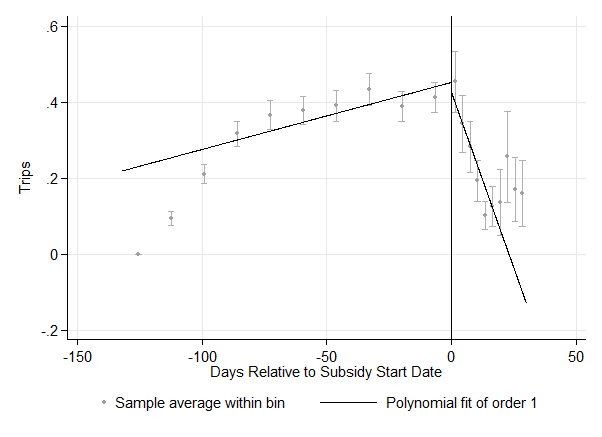 .6
.4
.2
0
-.2
Trips
-150
-100
-50
0
50
Days Relative to Subsidy Start Date
Sample average within bin
Polynomial fit of order 1